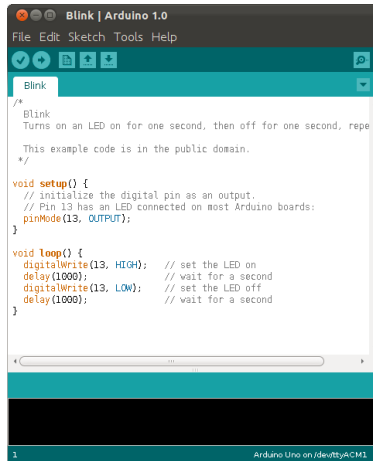 Blink | Arduino 1.0
File Edit Sketch Tools Help
Blink
/*
  Blink
  Turns on an LED on for one second, then off for one second, repe

  This example code is in the public domain.
 */

void setup() {
  // initialize the digital pin as an output.
  // Pin 13 has an LED connected on most Arduino boards:
  pinMode(13, OUTPUT);
}

void loop() {
  digitalWrite(13, HIGH);   // set the LED on
  delay(1000);              // wait for a second
  digitalWrite(13, LOW);    // set the LED off
  delay(1000);              // wait for a second
}
1 Arduino Uno on /dev/ttyACM1